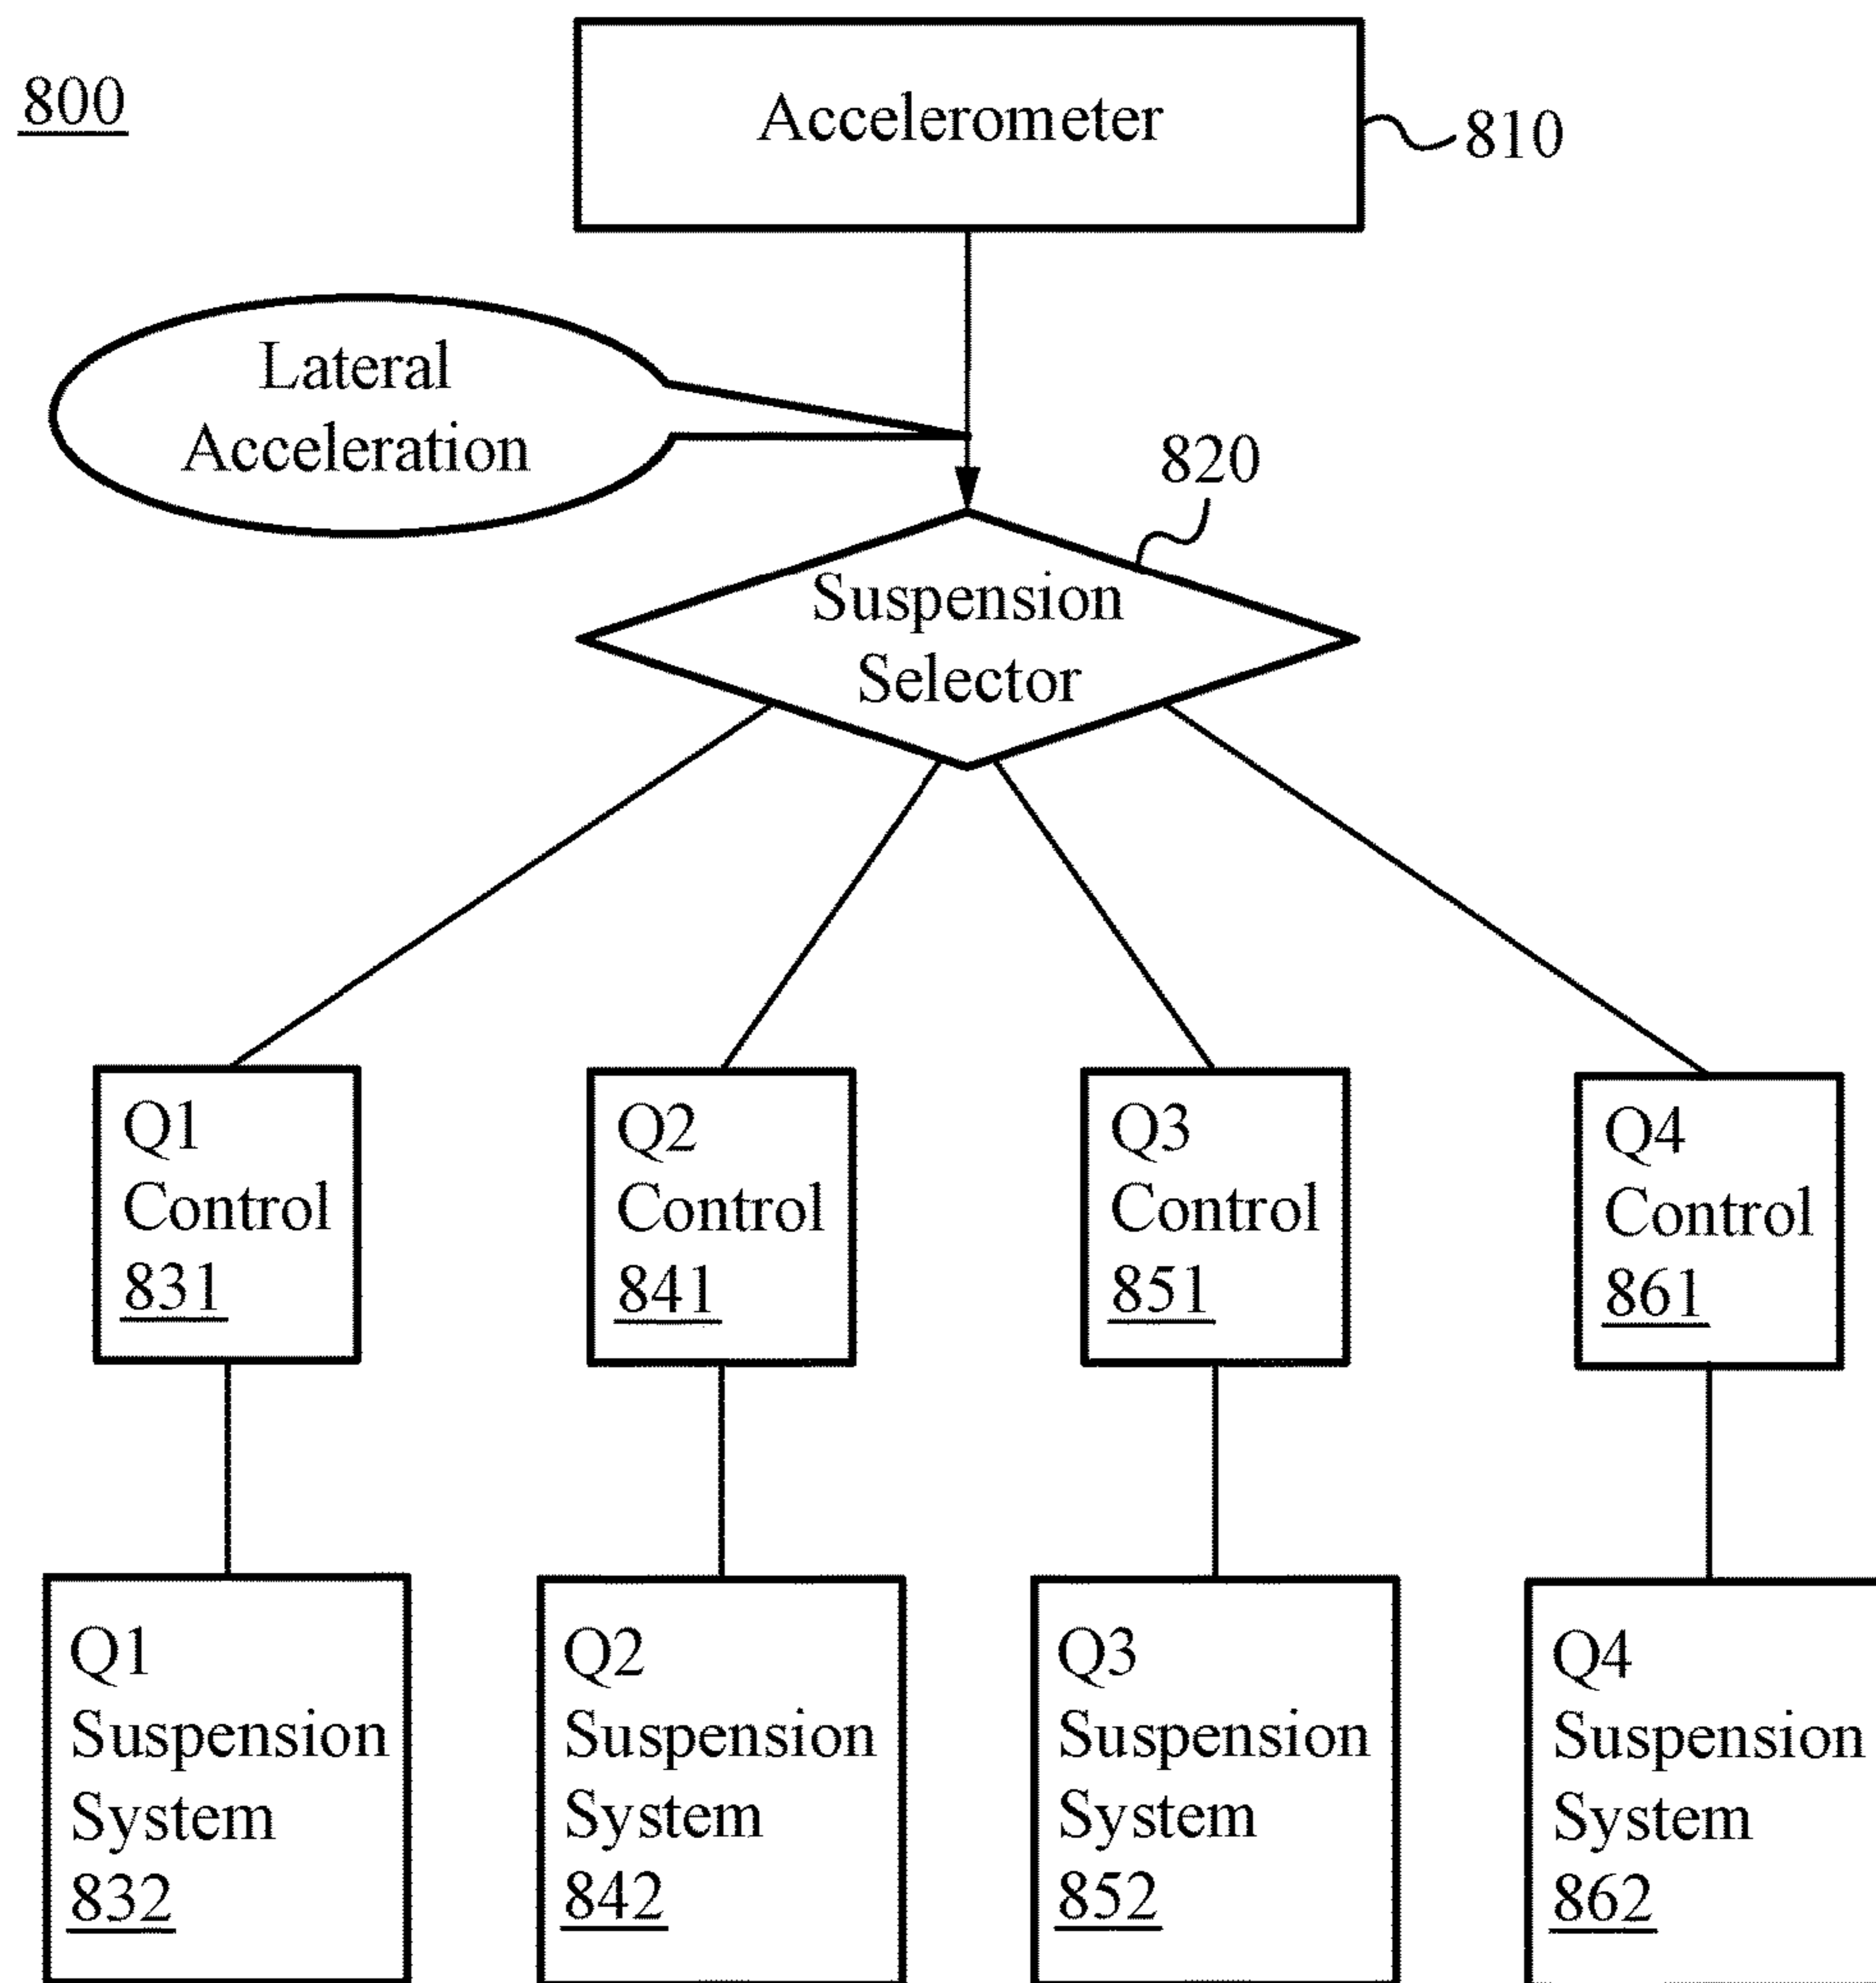 800
Accelerometer
810
Lateral
Acceleration
820
Suspension
Selector
Q1
Control
831
Q2
Control
841
Q3
Control
851
Q4
Control
861
Q1
Suspension
System
832
Q2
Suspension
System
842
Q3
Suspension
System
852
Q4
Suspension
System
862